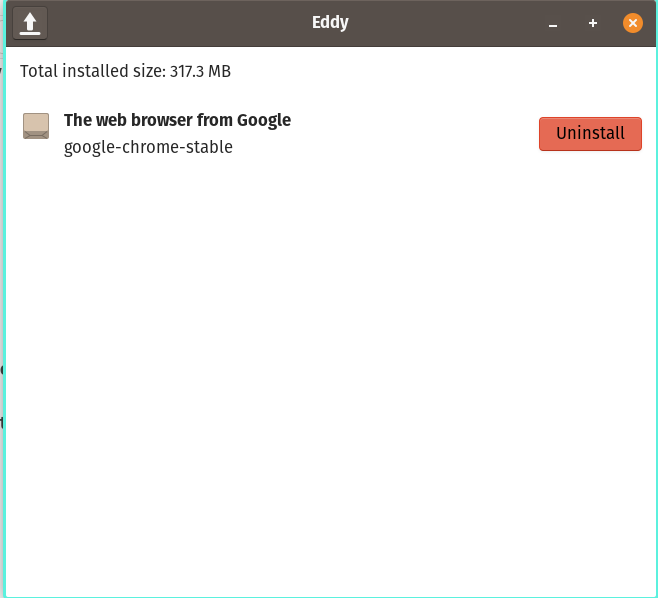 Eddy
Total installed size: 317.3 MB
The web browser from Google
google-chrome-stable
Uninstall